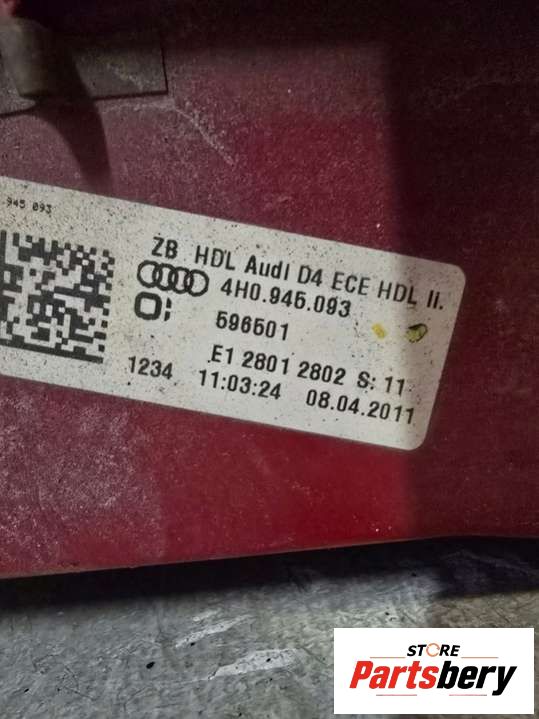 945 093
ZB HDL Audi D4 ECE HDL li.
4H0.945.093
596501
E1 2801 2802 S: 11
1234 11:03:24 08.04.2011
STORE
Partsbery